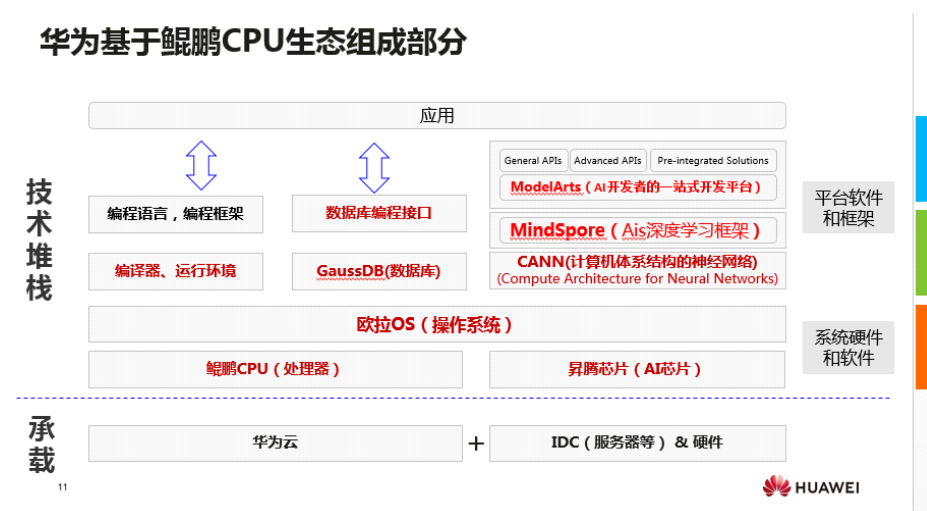 华为基于鲲鹏CPU生态组成部分
技术堆栈
应用
General APIs
Advanced APIs
Pre-integrated Solutions
ModelArts（AI开发者的一站式开发平台）
编程语言，编程框架
数据库编程接口
MindSpore（Ais深度学习框架）
平台软件
和框架
编译器、运行环境
GaussDB(数据库)
CANN(计算机体系结构的神经网络)
(Compute Architecture for Neural Networks)
欧拉OS（操作系统）
系统硬件
和软件
鲲鹏CPU（处理器）
昇腾芯片（AI芯片）
承载
华为云
+
IDC（服务器等）& 硬件
11
HUAWEI